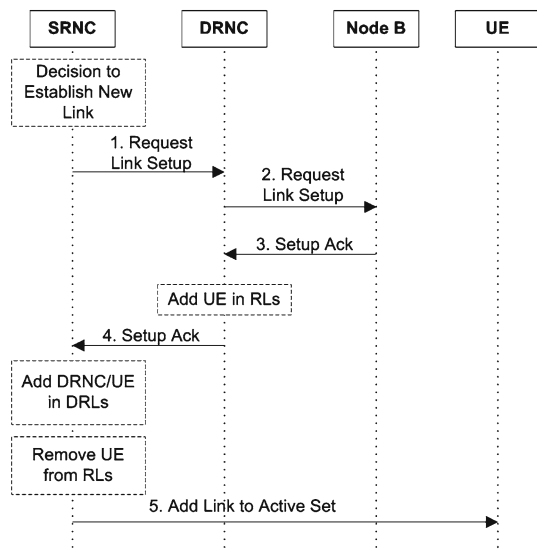 SRNC
DRNC
Node B
UE
Decision to
Establish New
Link
1. Request
Link Setup
2. Request
Link Setup
3. Setup Ack
Add UE in RLs
4. Setup Ack
Add DRNC/UE
in DRLs
Remove UE
from RLs
5. Add Link to Active Set